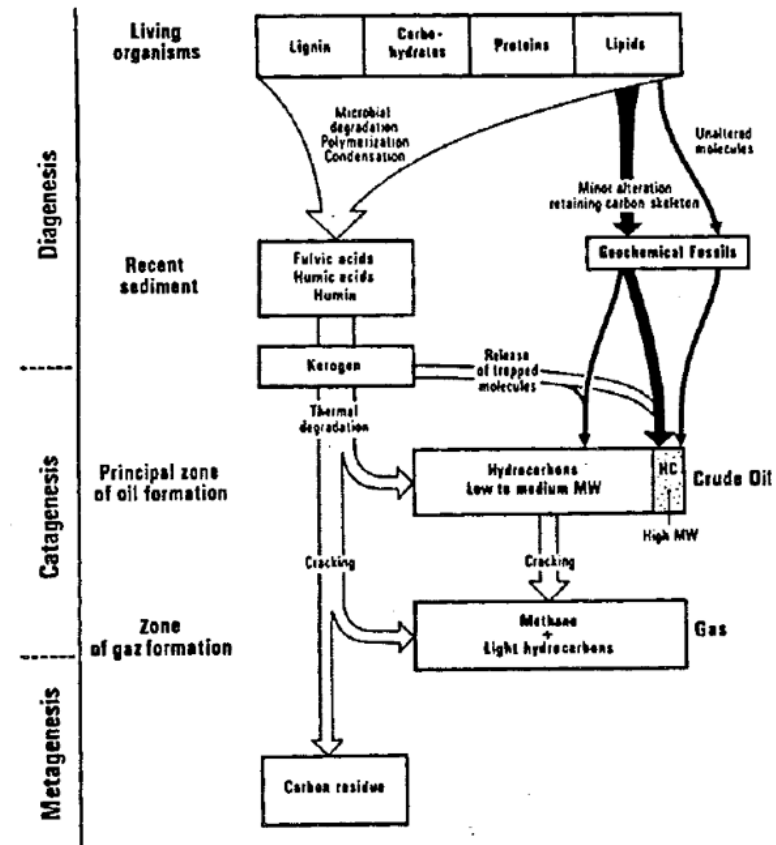 Living
organisms
Lignin
Carbo-
hydrates
Proteins
Lipids
Microbial
degradation
Polymerization
Condensation
Unaltered
molecules
Minor alteration
retaining carbon skeleton
Diagenesis
Recent
sediment
Fulvic acids
Humic acids
Humin
Geochemical Fossils
Kerogen
Release
of trapped
molecules
Thermal
degradation
Catagenesis
Principal zone
of oil formation
Hydrocarbons
Low to medium MW
HC
Crude Oil
High MW
Cracking
Cracking
Zone
of gaz formation
Methane
+
Light hydrocarbons
Gas
Metagenesis
Carbon residue